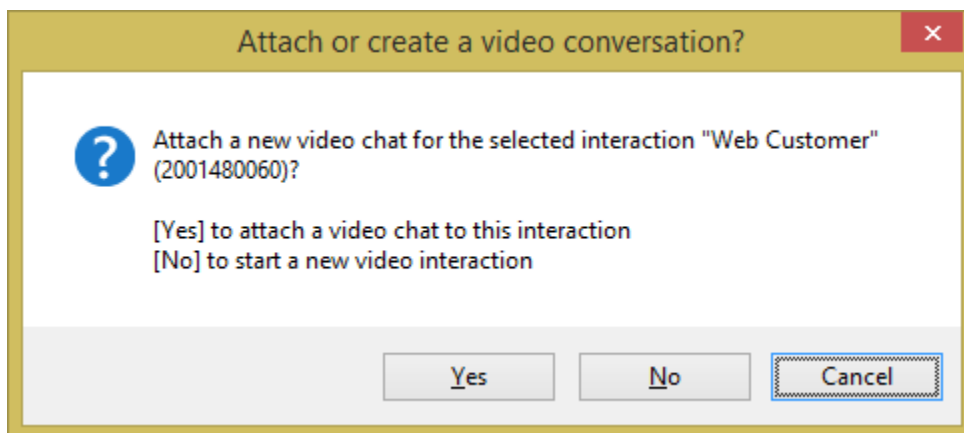 Attach or create a video conversation?
Attach a new video chat for the selected interaction "Web Customer"
(2001480060)?
[Yes] to attach a video chat to this interaction
[No] to start a new video interaction
Yes No Cancel